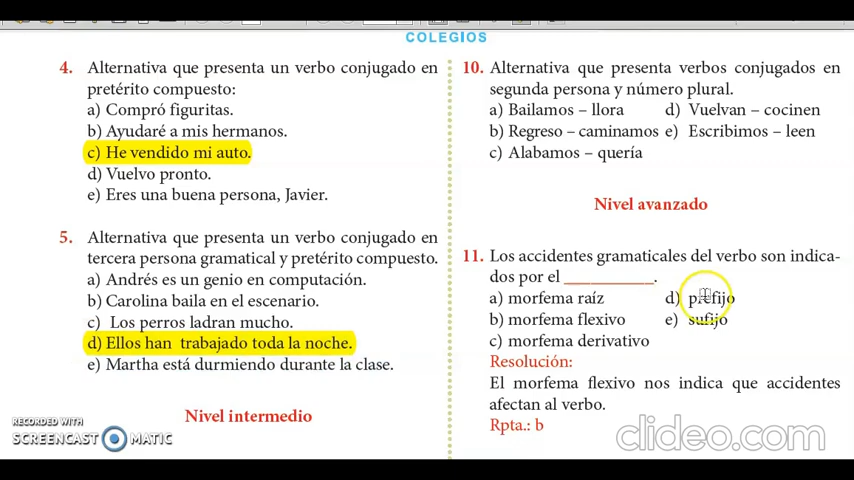 COLEGIOS
4. Alternativa que presenta un verbo conjugado en
pretérito compuesto:
a) Compró figuritas.
b) Ayudaré a mis hermanos.
c) He vendido mi auto.
d) Vuelvo pronto.
e) Eres una buena persona, Javier.
5. Alternativa que presenta un verbo conjugado en
tercera persona gramatical y pretérito compuesto.
a) Andrés es un genio en computación.
b) Carolina baila en el escenario.
c) Los perros ladran mucho.
d) Ellos han trabajado toda la noche.
e) Martha está durmiendo durante la clase.
Nivel intermedio
10. Alternativa que presenta verbos conjugados en
segunda persona y número plural.
a) Bailamos – llora d) Vuelvan – cocinen
b) Regreso – caminamos e) Escribimos – leen
c) Alabamos – quería
Nivel avanzado
11. Los accidentes gramaticales del verbo son indica-
dos por el __________.
a) morfema raíz d) prefijo
b) morfema flexivo e) sufijo
c) morfema derivativo
Resolución:
El morfema flexivo nos indica que accidentes
afectan al verbo.
Rpta.: b
RECORDED WITH
SCREENCAST MATIC
clideo.com